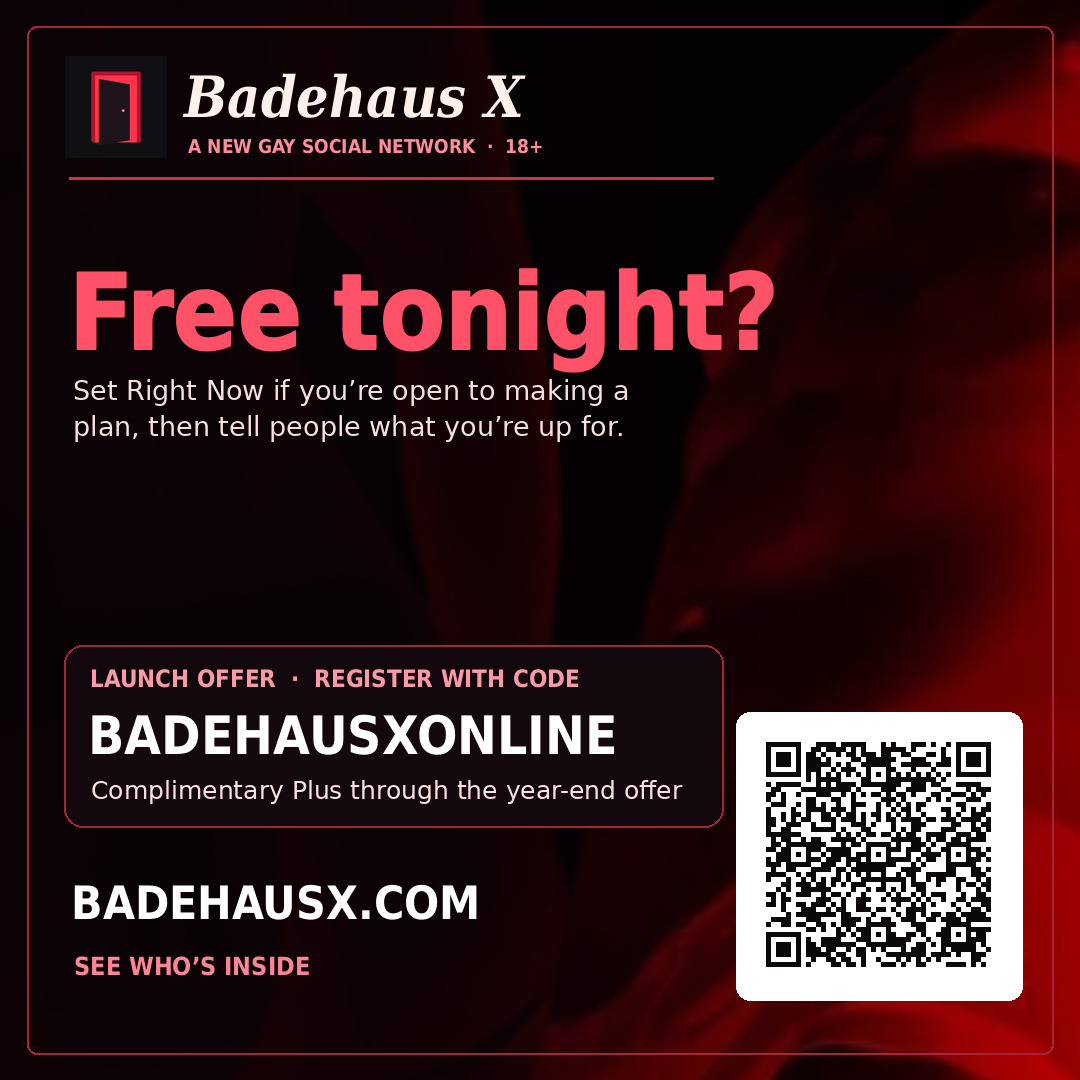 Badehaus X
A NEW GAY SOCIAL NETWORK · 18+
Free tonight?
Set Right Now if you’re open to making a
plan, then tell people what you’re up for.
LAUNCH OFFER · REGISTER WITH CODE
BADEHAUSXONLINE
Complimentary Plus through the year-end offer
BADEHAUSX.COM
SEE WHO’S INSIDE